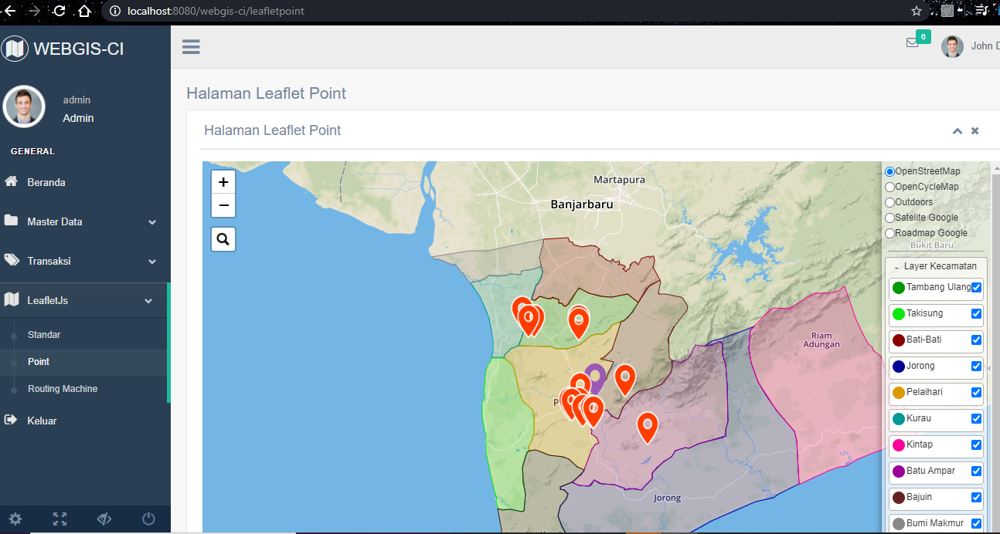 localhost:8080/webgis-ci/leafletpoint
WEBGIS-CI
6
John D
admin
Admin
GENERAL
Beranda
Master Data
Transaksi
LeafletJs
Standar
Point
Routing Machine
Keluar
Halaman Leaflet Point
Halaman Leaflet Point
+
−
Martapura
Banjarbaru
Riam
Adungan
Jorong
OpenStreetMap
OpenCycleMap
Outdoors
Satelite Google
Roadmap Google
Bukit Baru
- Layer Kecamatan
Tambang Ulang
Takisung
Bati-Bati
Jorong
Pelaihari
Kurau
Kintap
Batu Ampar
Bajuin
Bumi Makmur